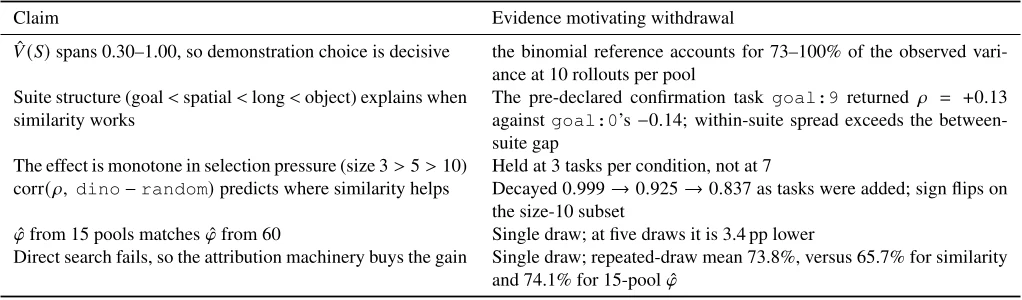 Claim Evidence motivating withdrawal
V̂(S) spans 0.30–1.00, so demonstration choice is decisive the binomial reference accounts for 73–100% of the observed vari-
ance at 10 rollouts per pool
Suite structure (goal < spatial < long < object) explains when The pre-declared confirmation task goal:9 returned ρ = +0.13
similarity works against goal:0's −0.14; within-suite spread exceeds the between-
suite gap
The effect is monotone in selection pressure (size 3 > 5 > 10) Held at 3 tasks per condition, not at 7
corr(ρ, dino − random) predicts where similarity helps Decayed 0.999 → 0.925 → 0.837 as tasks were added; sign flips on
the size-10 subset
φ̂ from 15 pools matches φ̂ from 60 Single draw; at five draws it is 3.4 pp lower
Direct search fails, so the attribution machinery buys the gain Single draw; repeated-draw mean 73.8%, versus 65.7% for similarity
and 74.1% for 15-pool φ̂